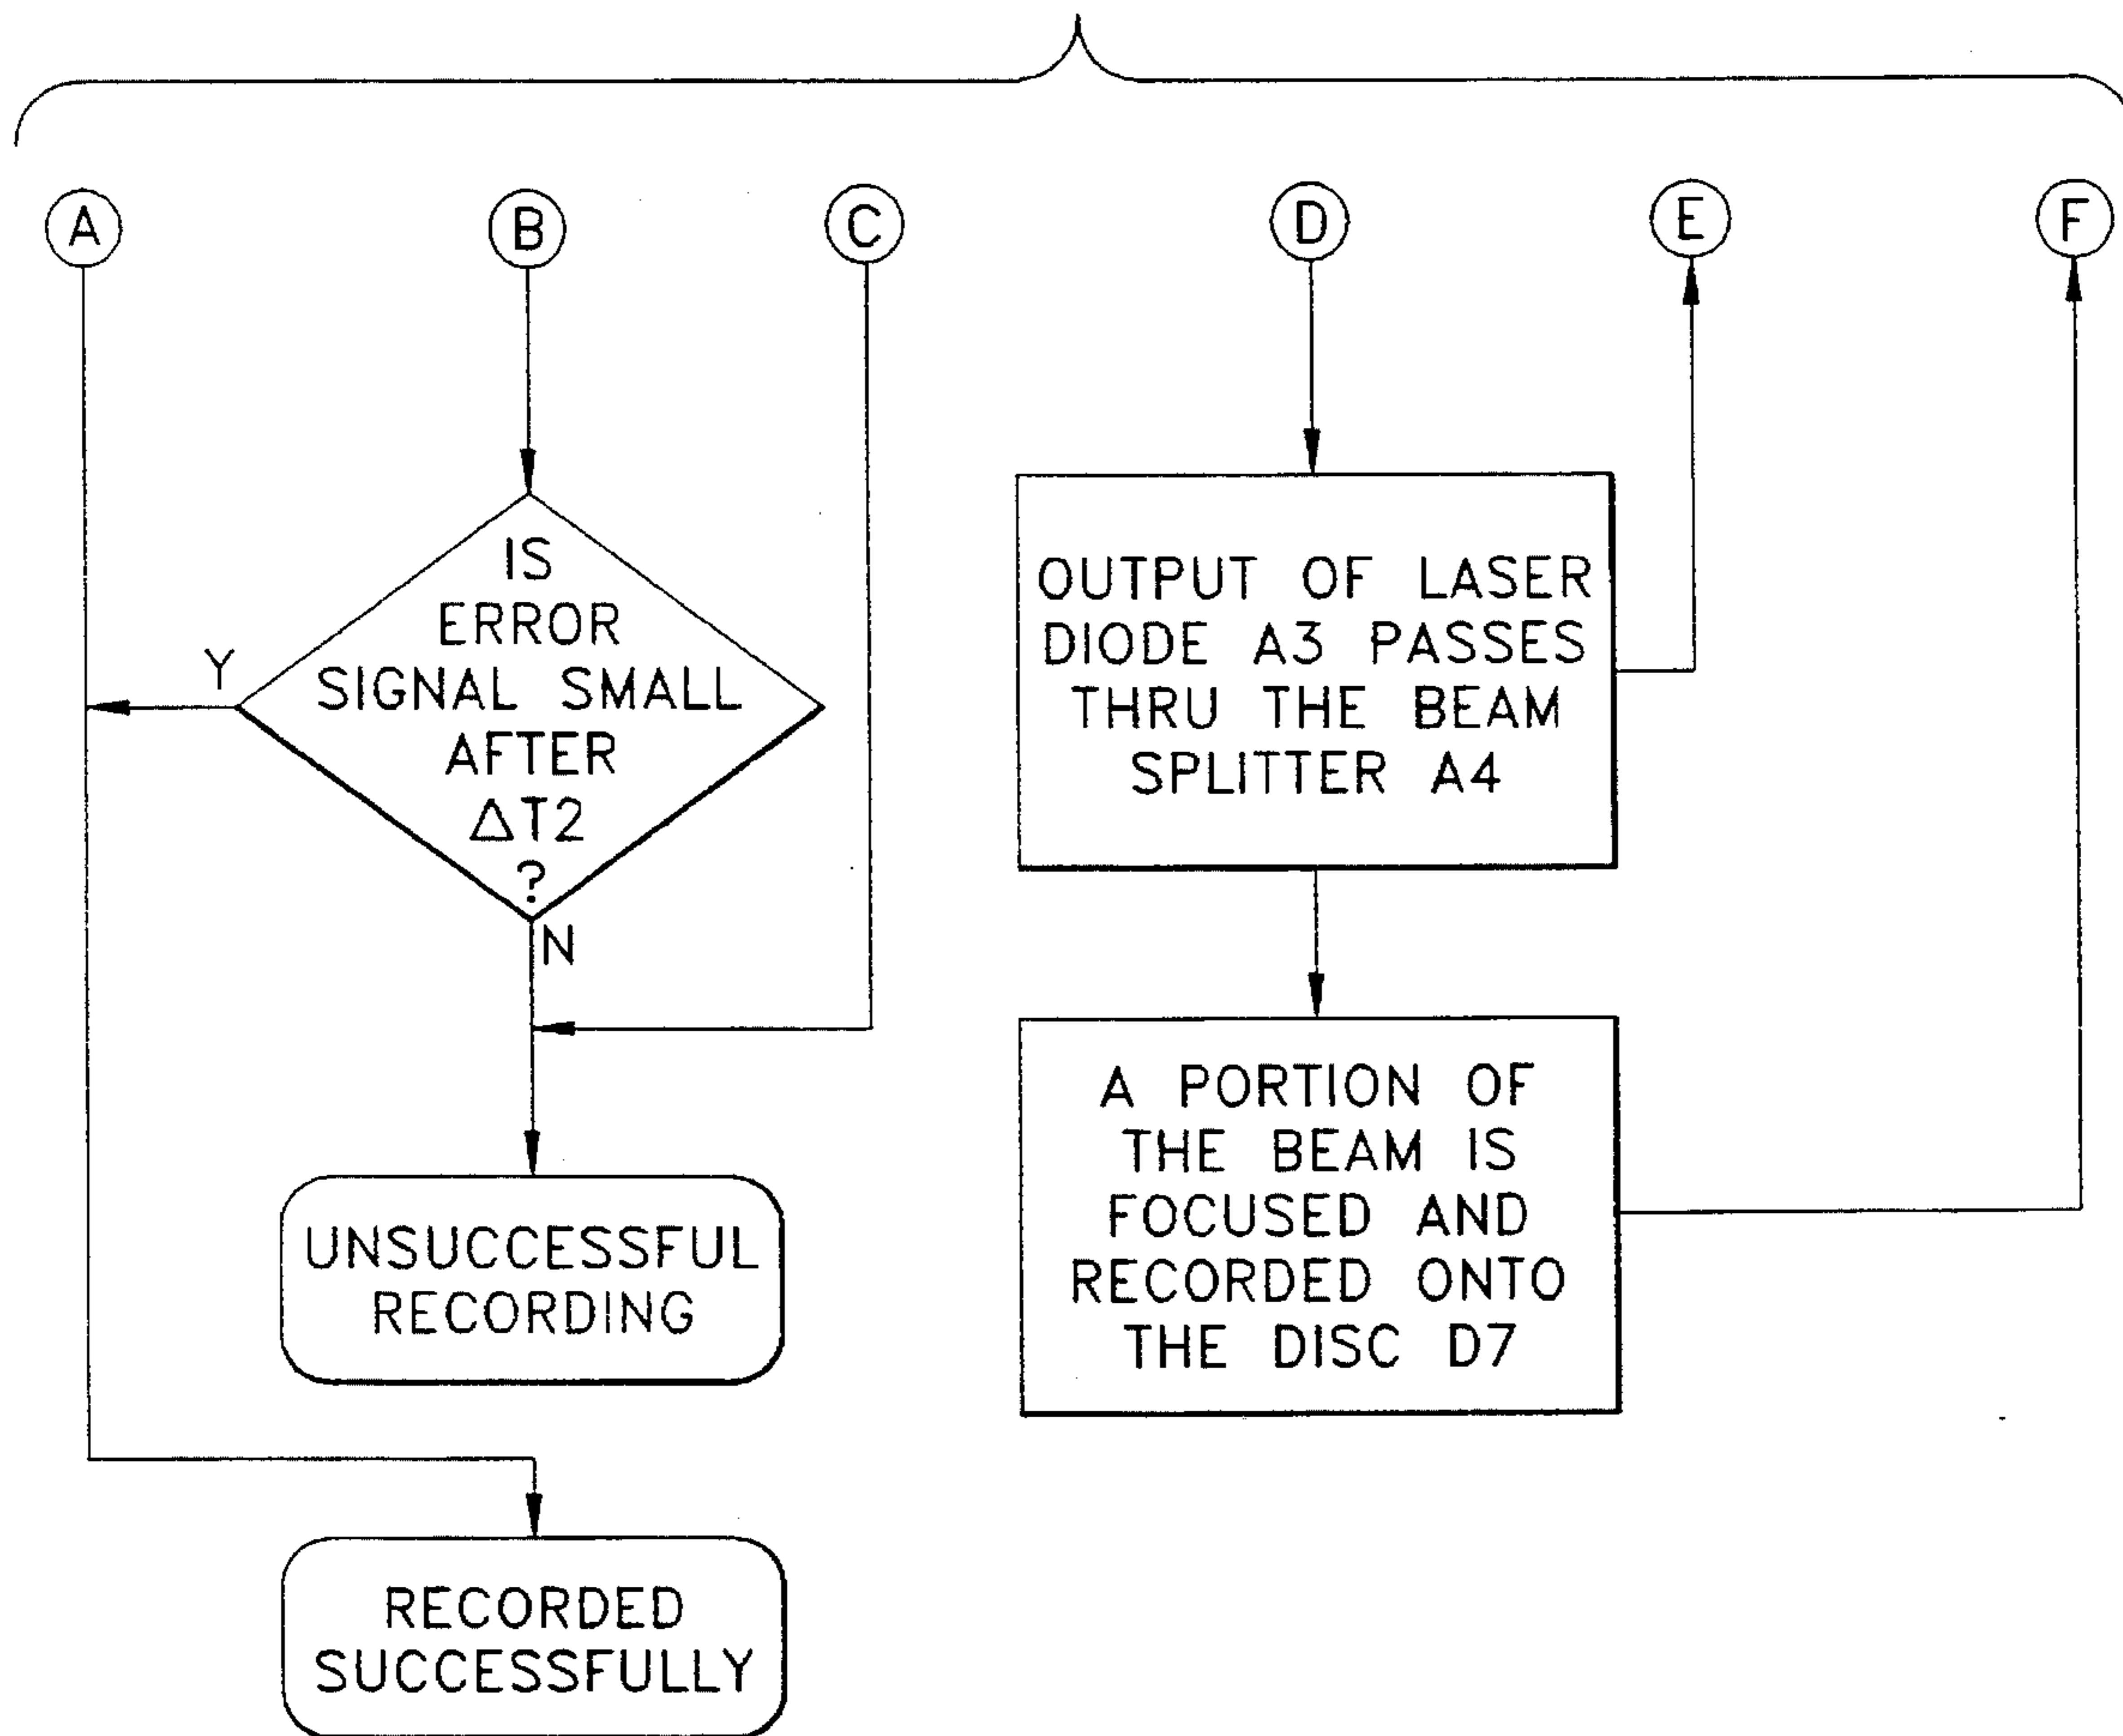 A
B
C
D
E
F
IS
ERROR
SIGNAL SMALL
AFTER
ΔT2
?
Y
N
UNSUCCESSFUL
RECORDING
RECORDED
SUCCESSFULLY
OUTPUT OF LASER
DIODE A3 PASSES
THRU THE BEAM
SPLITTER A4
A PORTION OF
THE BEAM IS
FOCUSED AND
RECORDED ONTO
THE DISC D7